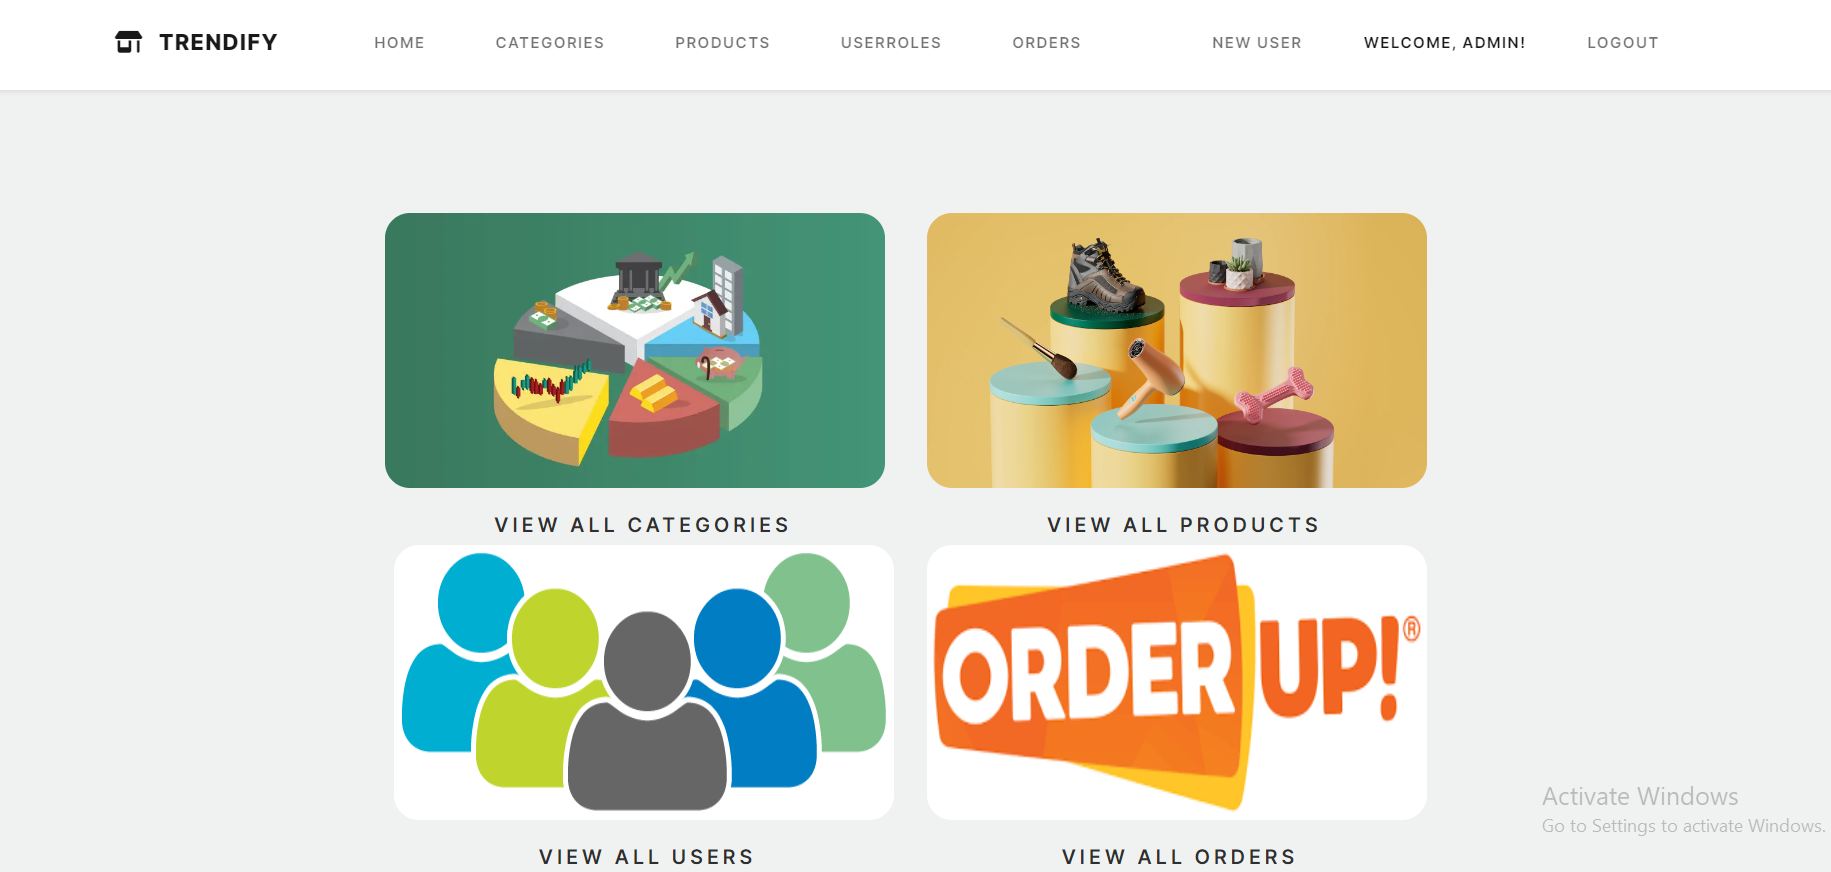 TRENDIFY
HOME
CATEGORIES
PRODUCTS
USERROLES
ORDERS
NEW USER
WELCOME, ADMIN!
LOGOUT
VIEW ALL CATEGORIES
VIEW ALL PRODUCTS
ORDER UP!®
VIEW ALL USERS
VIEW ALL ORDERS
Activate Windows
Go to Settings to activate Windows.